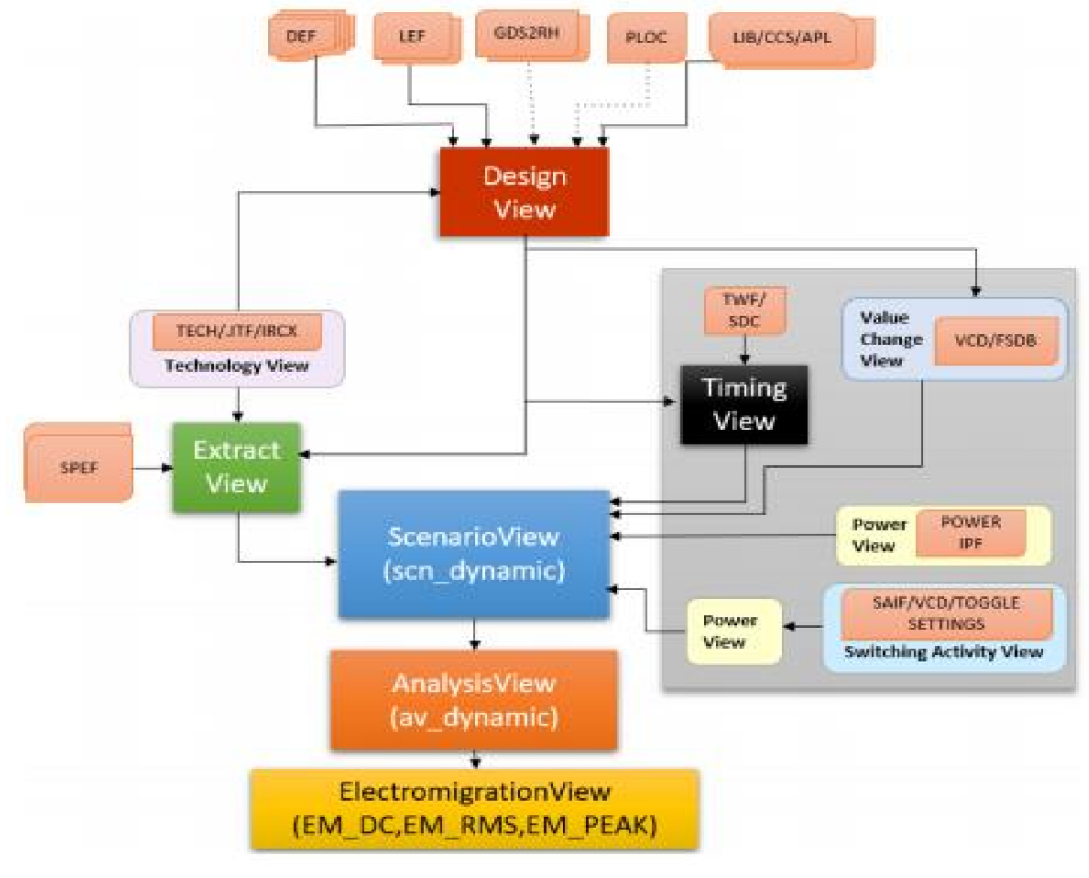 DEF
LEF
GDS2RH
PLOC
LIB/CCS/APL
Design
View
TECH/.ITF/IRCX
Technology View
TWF/
SDC
Value
Change
View
VCD/FSDB
Timing
View
SPEF
Extract
View
ScenarioView
(scn_dynamic)
Power
View
POWER
IPF
Power
View
SAIF/VCD/TOGGLE
SETTINGS
Switching Activity View
AnalysisView
(av_dynamic)
ElectromigrationView
(EM_DC,EM_RMS,EM_PEAK)